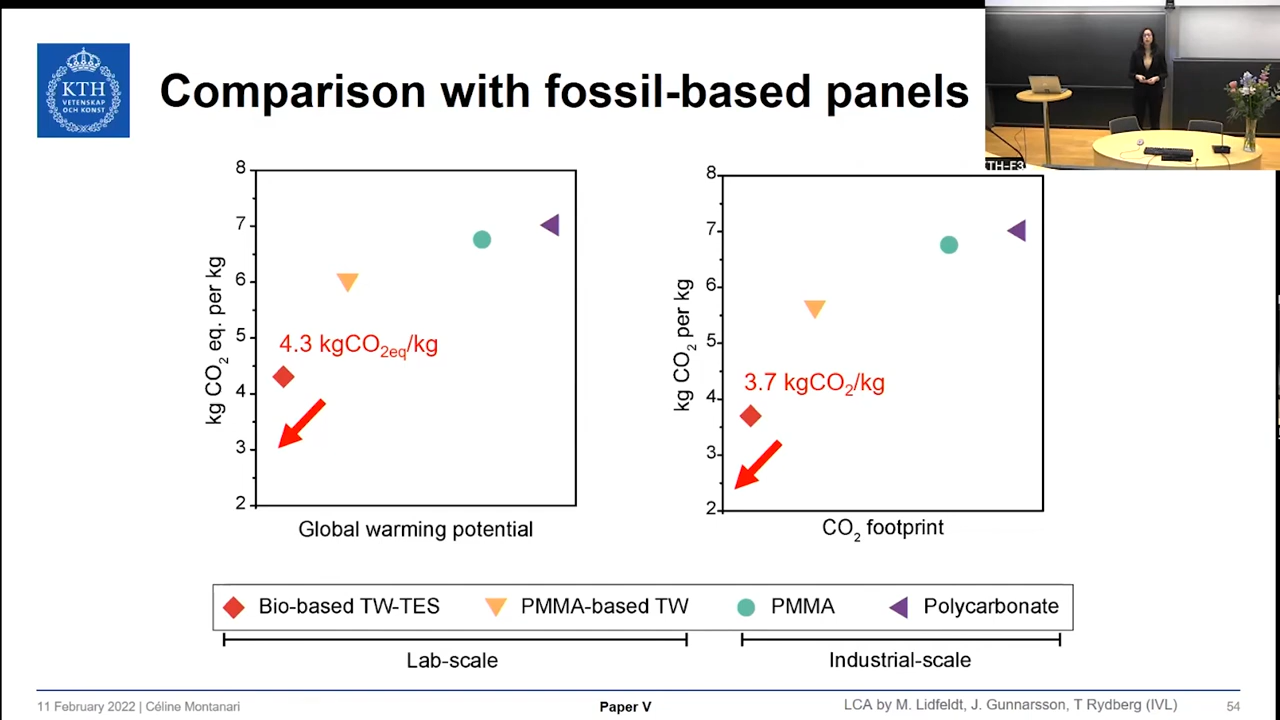 KTH
VETENSKAP
OCH KONST
Comparison with fossil-based panels
TH-F3
8
7
6
5
4
3
2
kg CO2 eq. per kg
4.3 kgCO2eq/kg
Global warming potential
8
7
6
5
4
3
2
kg CO2 per kg
3.7 kgCO2/kg
CO2 footprint
Bio-based TW-TES
PMMA-based TW
PMMA
Polycarbonate
Lab-scale
Industrial-scale
11 February 2022 | Céline Montanari
Paper V
LCA by M. Lidfeldt, J. Gunnarsson, T Rydberg (IVL)
54